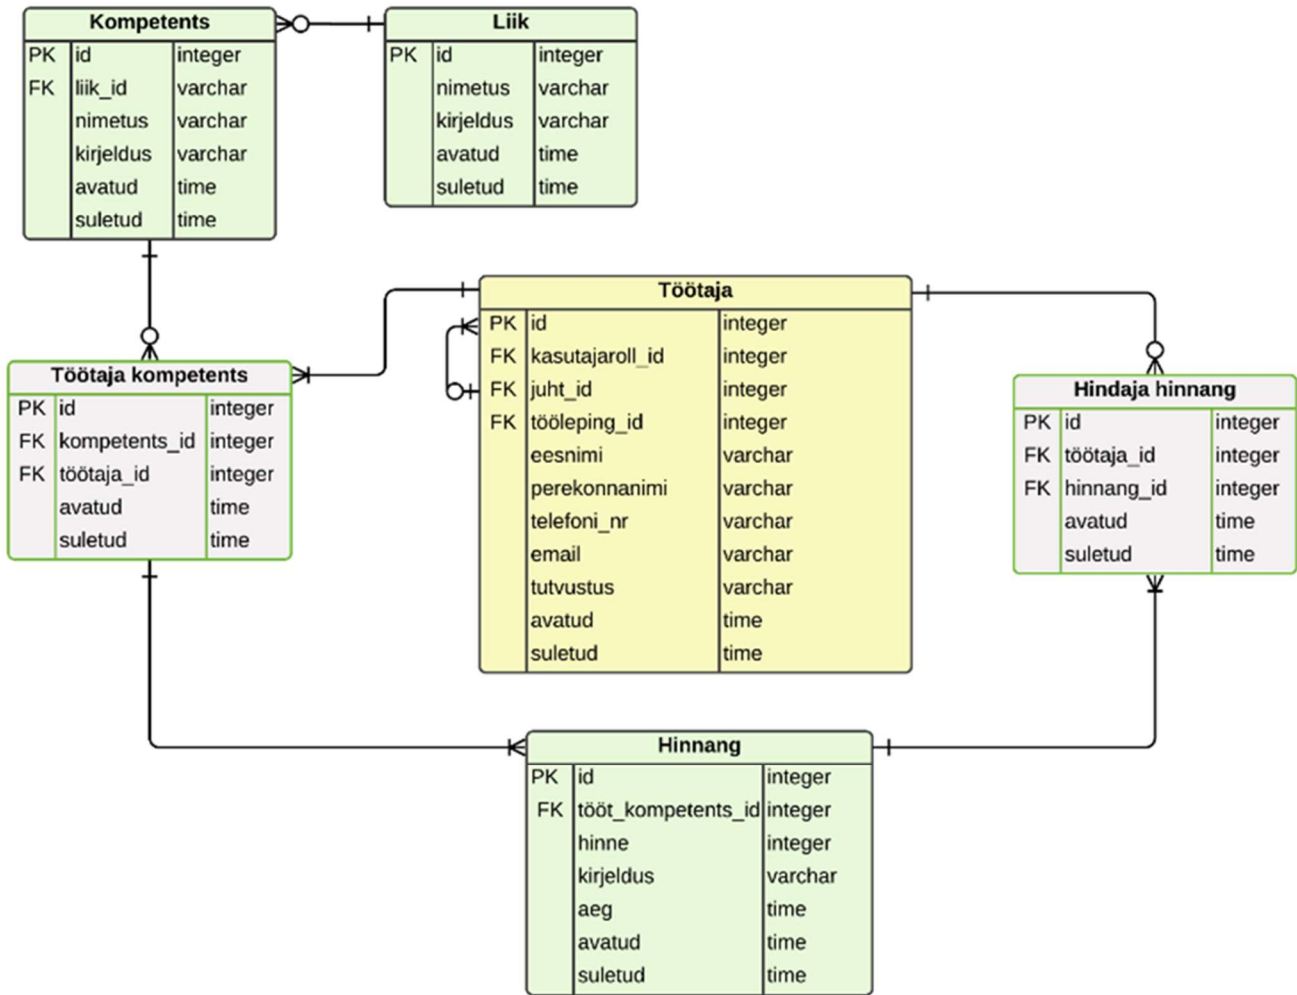 Kompetents
PK id integer
FK liik_id varchar
nimetus varchar
kirjeldus varchar
avatud time
suletud time
Liik
PK id integer
nimetus varchar
kirjeldus varchar
avatud time
suletud time
Töötaja
PK id integer
FK kasutajaroll_id integer
FK juht_id integer
FK tööleping_id integer
eesnimi varchar
perekonnanimi varchar
telefoni_nr varchar
email varchar
tutvustus varchar
avatud time
suletud time
Töötaja kompetents
PK id integer
FK kompetents_id integer
FK töötaja_id integer
avatud time
suletud time
Hindaja hinnang
PK id integer
FK töötaja_id integer
FK hinnang_id integer
avatud time
suletud time
Hinnang
PK id integer
FK tööt_kompetents_id integer
hinne integer
kirjeldus varchar
aeg time
avatud time
suletud time